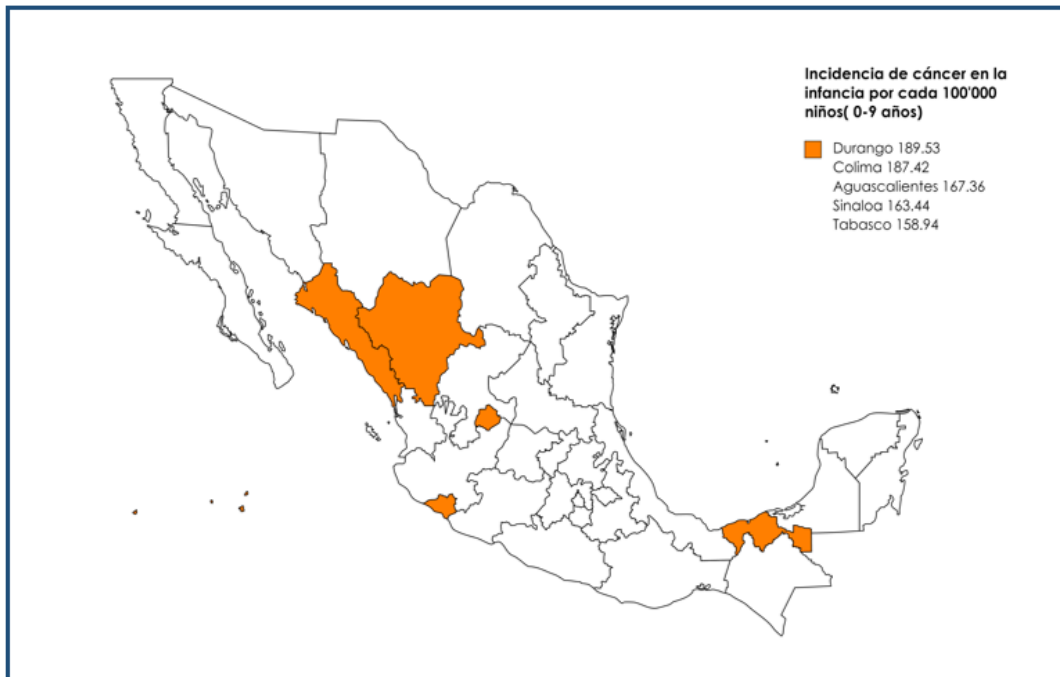 Incidencia de cáncer en la
infancia por cada 100'000
niños( 0-9 años)
Durango 189.53
Colima 187.42
Aguascalientes 167.36
Sinaloa 163.44
Tabasco 158.94